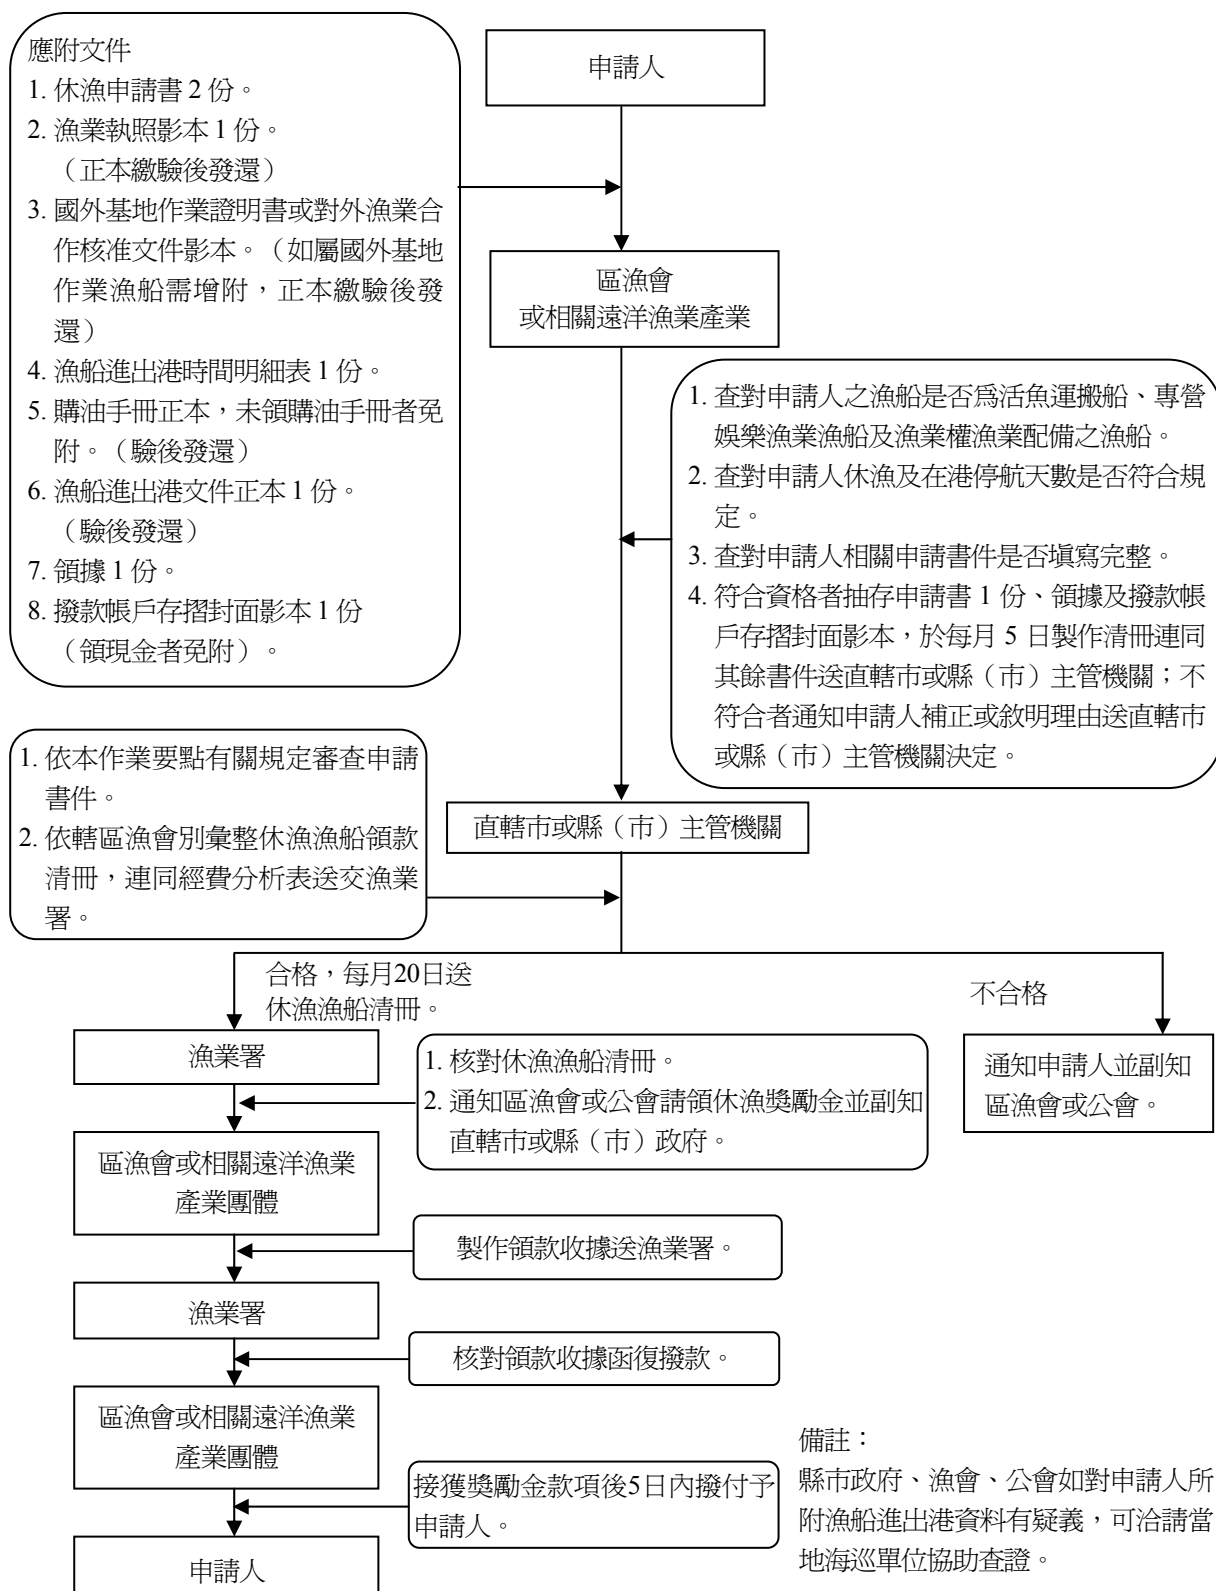 應附文件
1. 休漁申請書 2 份。
2. 漁業執照影本 1 份。
（正本繳驗後發還）
3. 國外基地作業證明書或對外漁業合
作核准文件影本。（如屬國外基地
作業漁船需增附，正本繳驗後發
還）
4. 漁船進出港時間明細表 1 份。
5. 購油手冊正本，未領購油手冊者免
附。（驗後發還）
6. 漁船進出港文件正本 1 份。
（驗後發還）
7. 領據 1 份。
8. 撥款帳戶存摺封面影本 1 份
（領現金者免附）。
申請人
區漁會
或相關遠洋漁業產業
1. 查對申請人之漁船是否為活魚運搬船、專營
娛樂漁業漁船及漁業權漁業配備之漁船。
2. 查對申請人休漁及在港停航天數是否符合規
定。
3. 查對申請人相關申請書件是否填寫完整。
4. 符合資格者抽存申請書 1 份、領據及撥款帳
戶存摺封面影本，於每月 5 日製作清冊連同
其餘書件送直轄市或縣（市）主管機關；不
符合者通知申請人補正或敘明理由送直轄市
或縣（市）主管機關決定。
1. 依本作業要點有關規定審查申請
書件。
2. 依轄區漁會別彙整休漁漁船領款
清冊，連同經費分析表送交漁業
署。
直轄市或縣（市）主管機關
合格，每月20日送
休漁漁船清冊。
不合格
漁業署
1. 核對休漁漁船清冊。
2. 通知區漁會或公會請領休漁獎勵金並副知
直轄市或縣（市）政府。
通知申請人並副知
區漁會或公會。
區漁會或相關遠洋漁業
產業團體
製作領款收據送漁業署。
漁業署
核對領款收據函復撥款。
區漁會或相關遠洋漁業
產業團體
接獲獎勵金款項後5日內撥付予
申請人。
申請人
備註：
縣市政府、漁會、公會如對申請人所
附漁船進出港資料有疑義，可洽請當
地海巡單位協助查證。